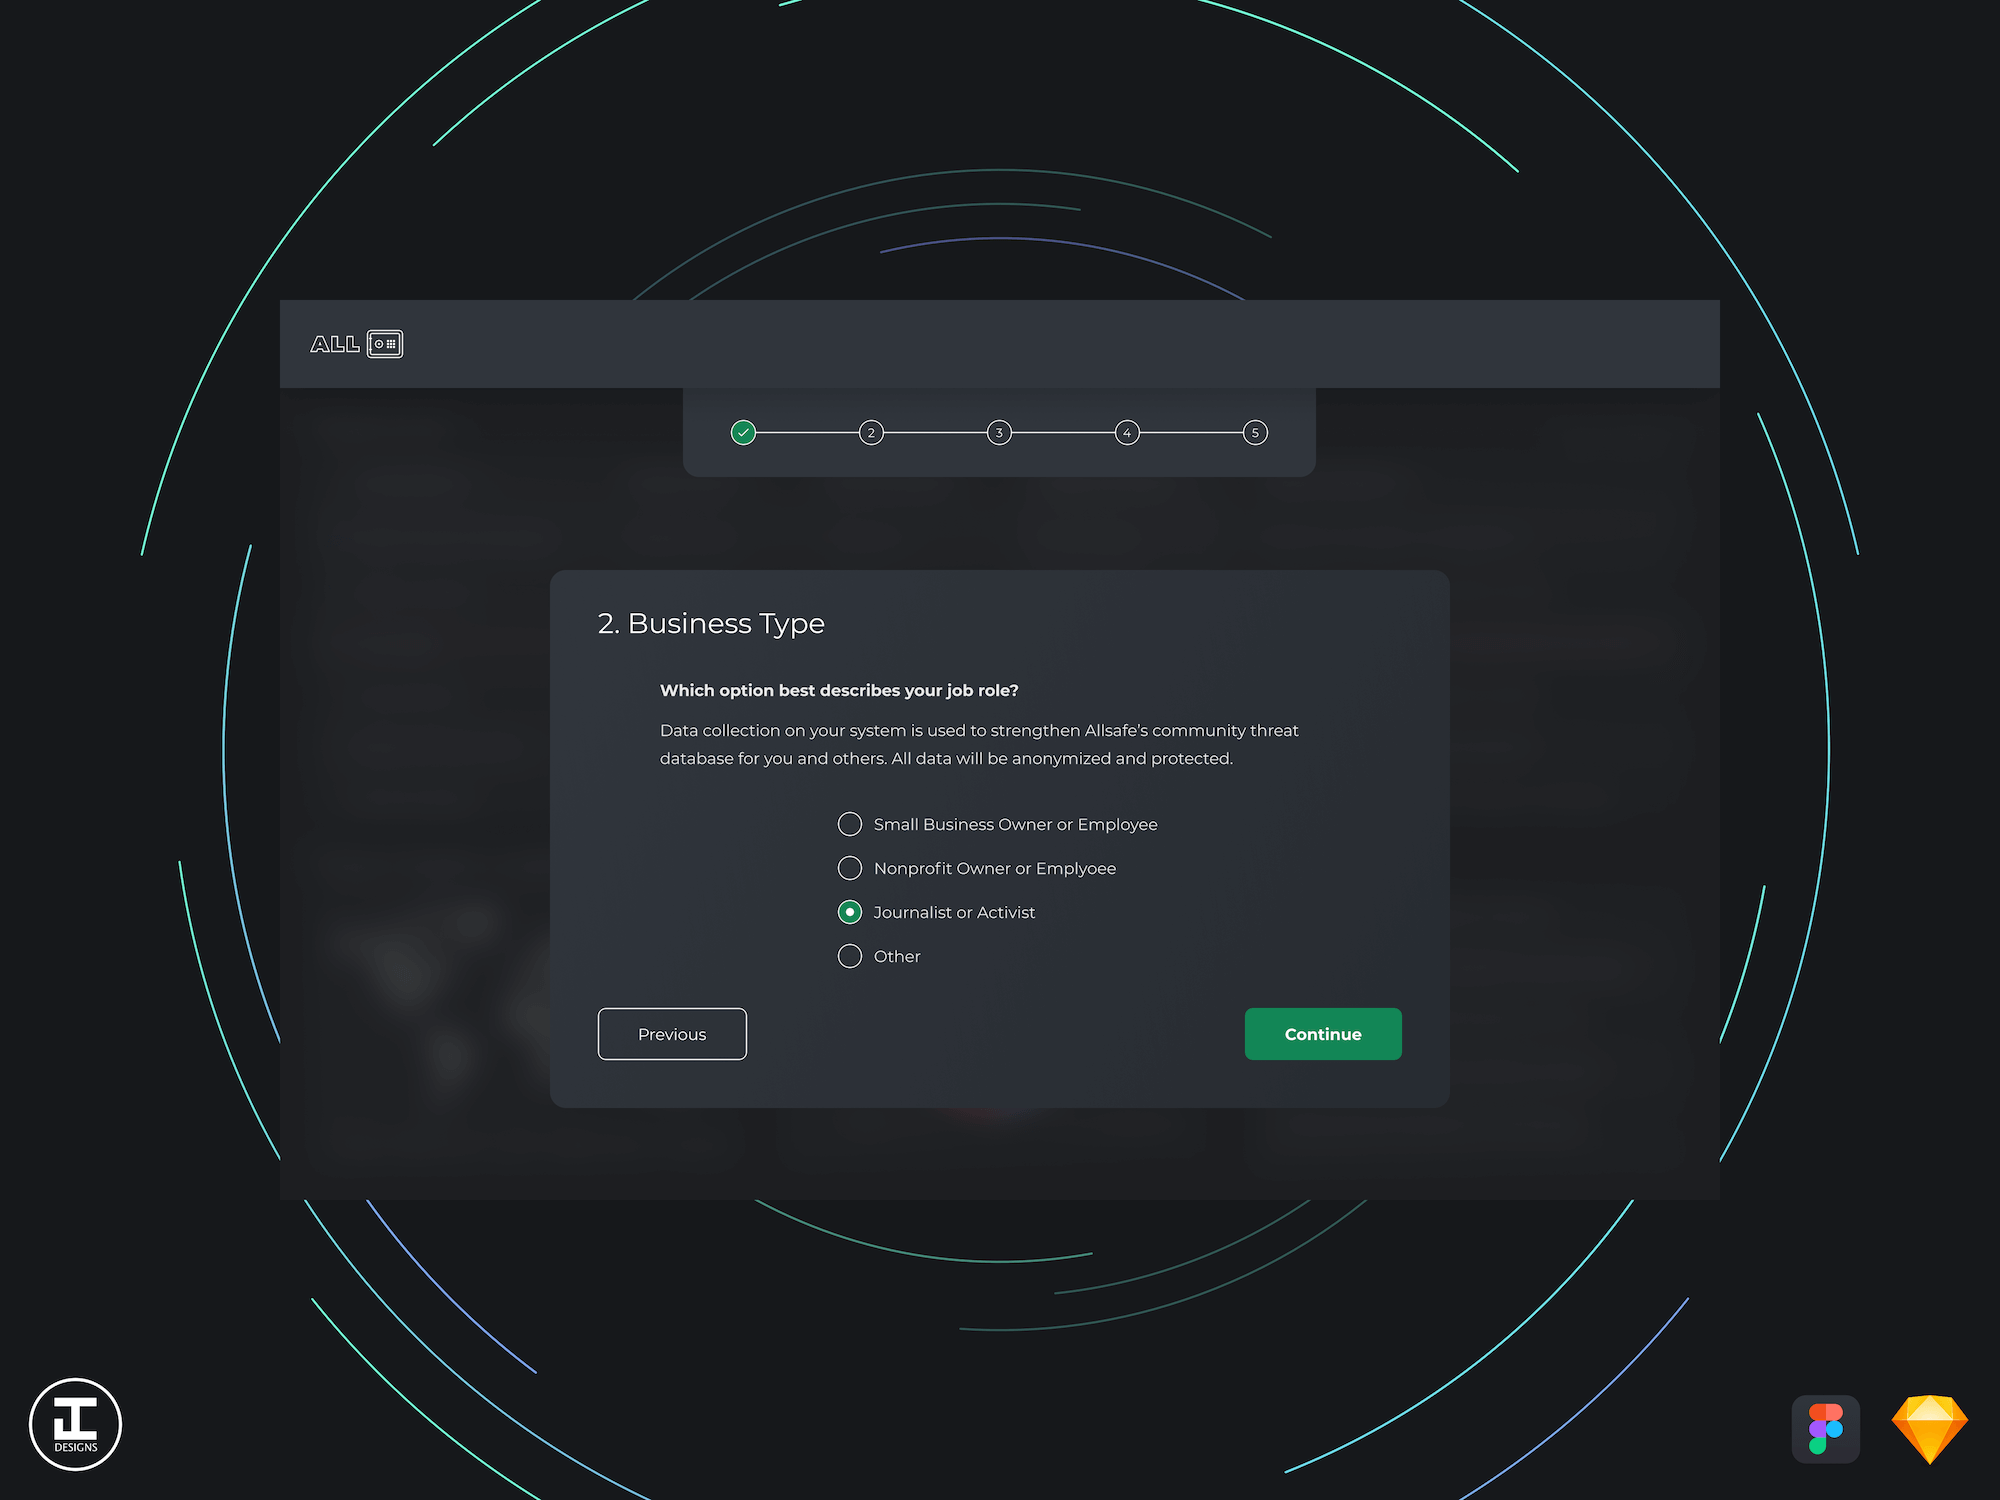 ALL
2 3 4 5
2. Business Type
Which option best describes your job role?
Data collection on your system is used to strengthen Allsafe's community threat
database for you and others. All data will be anonymized and protected.
Small Business Owner or Employee
Nonprofit Owner or Emplyoee
Journalist or Activist
Other
Previous
Continue
JI
DESIGNS